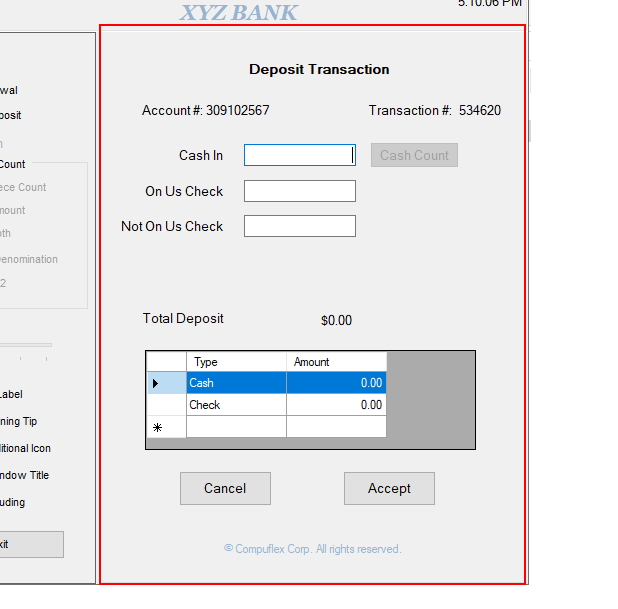 XYZ BANK
5:10:06 PM
Deposit Transaction
Account #: 309102567 Transaction #: 534620
Cash In Cash Count
On Us Check
Not On Us Check
Total Deposit $0.00
Type Amount
Cash 0.00
Check 0.00
Cancel Accept
© Compuflex Corp. All rights reserved.
wal
posit
Count
ece Count
mount
oth
Denomination
2
Label
ning Tip
itional Icon
ndow Title
uding
xit